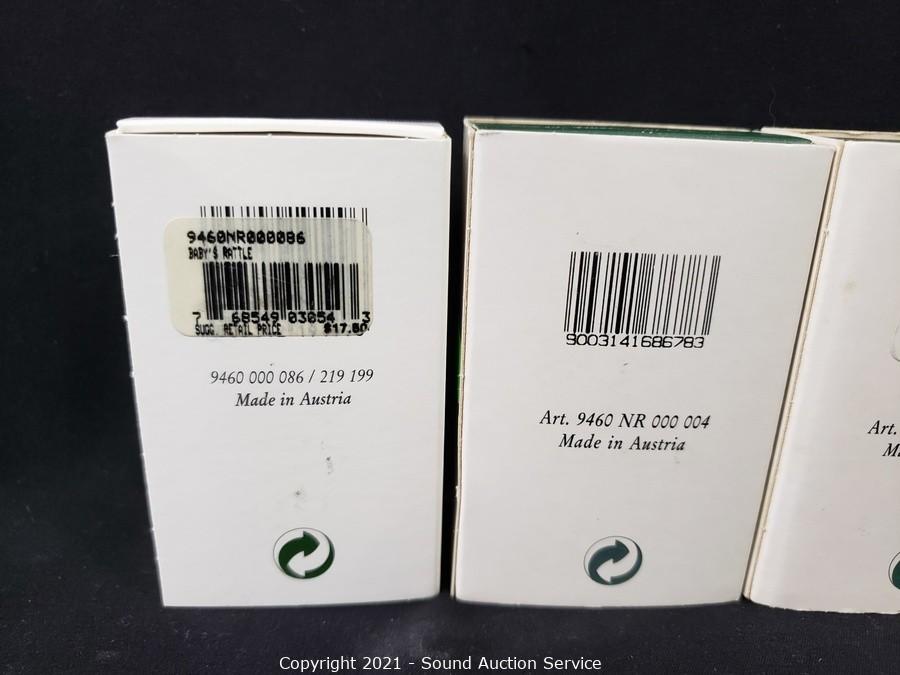 9460NR000086
BABY'S RATTLE
7 68549 03054 3
SUGG. RETAIL PRICE $17.50
9460 000 086 / 219 199
Made in Austria
9003141686783
Art. 9460 NR 000 004
Made in Austria
Art.
Copyright 2021 - Sound Auction Service